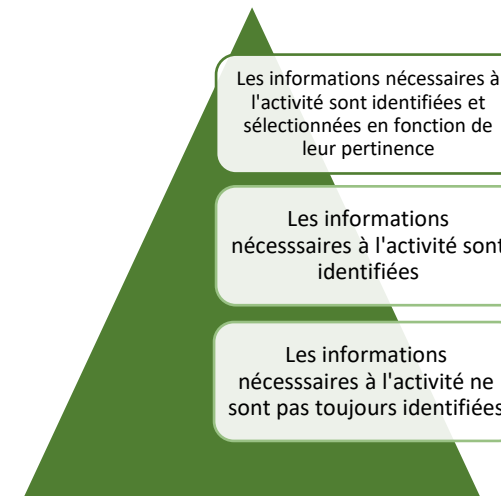 Les informations nécessaires à
l'activité sont identifiées et
sélectionnées en fonction de
leur pertinence
Les informations
nécesssaires à l'activité sont
identifiées
Les informations
nécesssaires à l'activité ne
sont pas toujours identifiées